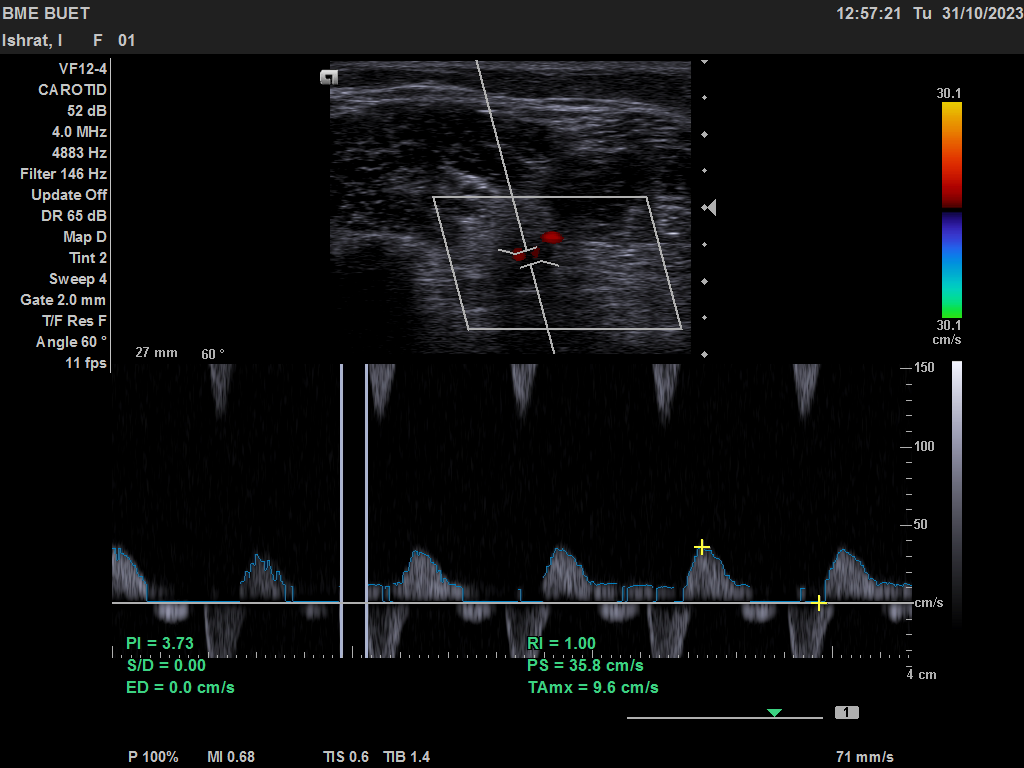 BME BUET 12:57:21 Tu 31/10/2023
Ishrat, I F 01
VF12-4
CAROTID
52 dB
4.0 MHz
4883 Hz
Filter 146 Hz
Update Off
DR 65 dB
Map D
Tint 2
Sweep 4
Gate 2.0 mm
T/F Res F
Angle 60 °
11 fps
30.1
30.1
cm/s
27 mm 60 °
150
100
50
cm/s
4 cm
PI = 3.73
S/D = 0.00
ED = 0.0 cm/s
RI = 1.00
PS = 35.8 cm/s
TAmx = 9.6 cm/s
1
P 100% MI 0.68 TIS 0.6 TIB 1.4 71 mm/s